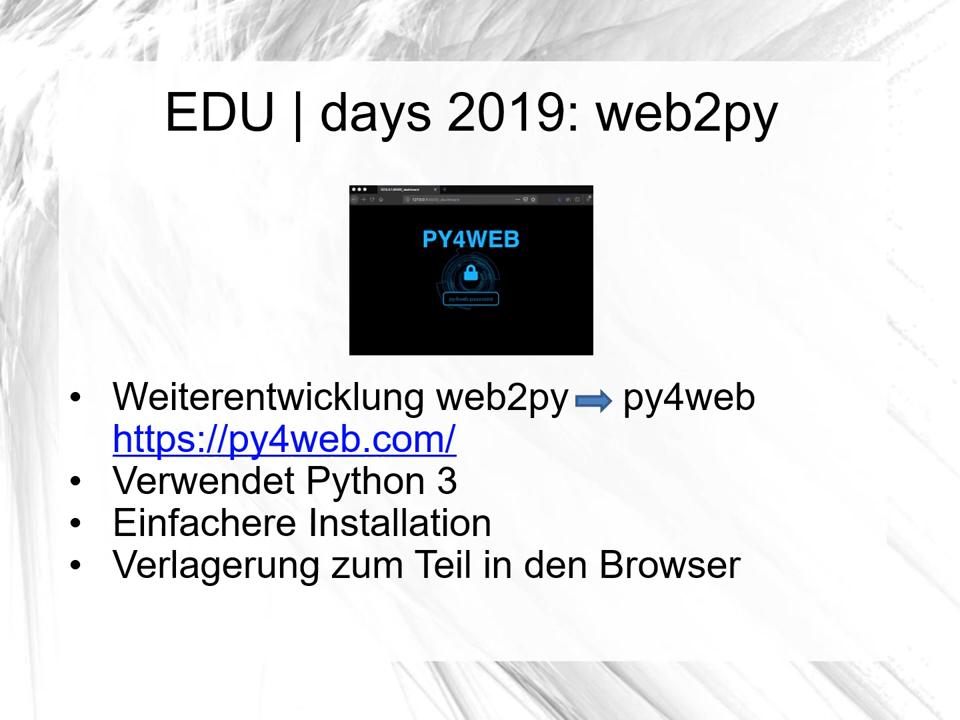 EDU | days 2019: web2py
PY4WEB
• Weiterentwicklung web2py py4web
https://py4web.com/
• Verwendet Python 3
• Einfachere Installation
• Verlagerung zum Teil in den Browser